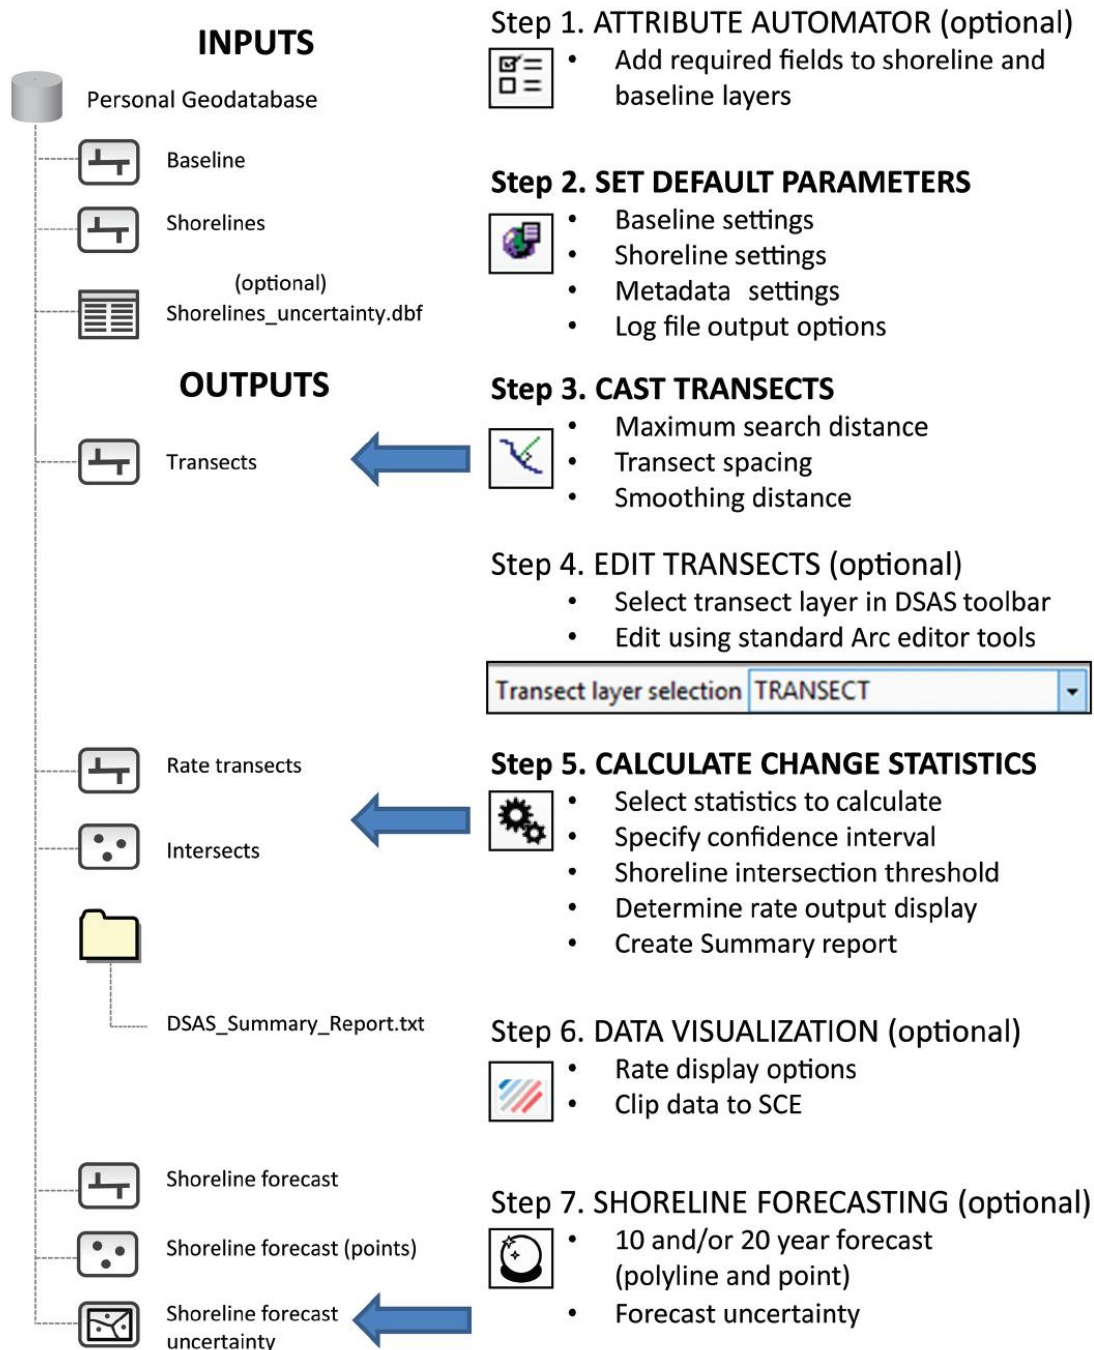 INPUTS
Personal Geodatabase
Baseline
Shorelines
(optional)
Shorelines_uncertainty.dbf
OUTPUTS
Transects
Rate transects
Intersects
DSAS_Summary_Report.txt
Shoreline forecast
Shoreline forecast (points)
Shoreline forecast
uncertainty
Step 1. ATTRIBUTE AUTOMATOR (optional)
• Add required fields to shoreline and
baseline layers
Step 2. SET DEFAULT PARAMETERS
• Baseline settings
• Shoreline settings
• Metadata settings
• Log file output options
Step 3. CAST TRANSECTS
• Maximum search distance
• Transect spacing
• Smoothing distance
Step 4. EDIT TRANSECTS (optional)
• Select transect layer in DSAS toolbar
• Edit using standard Arc editor tools
Transect layer selection TRANSECT
Step 5. CALCULATE CHANGE STATISTICS
• Select statistics to calculate
• Specify confidence interval
• Shoreline intersection threshold
• Determine rate output display
• Create Summary report
Step 6. DATA VISUALIZATION (optional)
• Rate display options
• Clip data to SCE
Step 7. SHORELINE FORECASTING (optional)
• 10 and/or 20 year forecast
(polyline and point)
• Forecast uncertainty